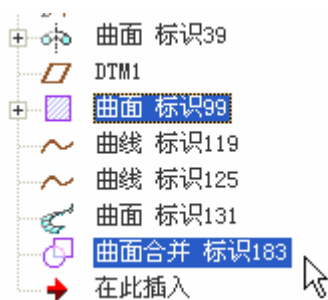 曲面 标识39
DTM1
曲面 标识99
曲线 标识119
曲线 标识125
曲面 标识131
曲面合并 标识183
在此插入